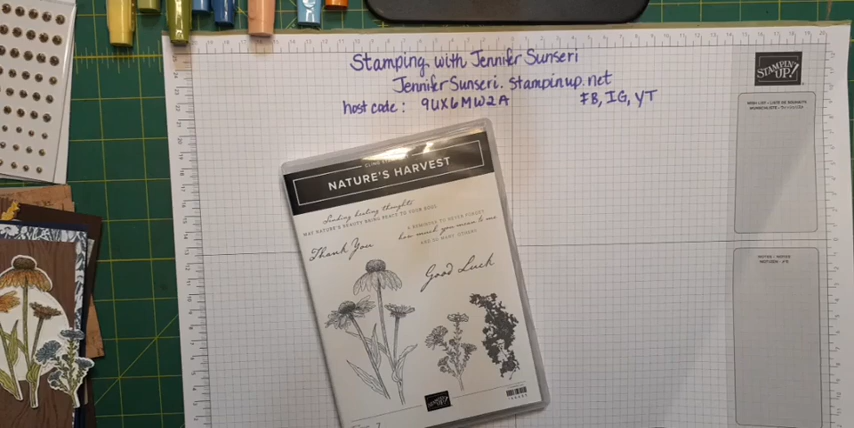 Stamping with Jennifer Sunseri
JenniferSunseri.stampinup.net
host code: 9UX6MW2A
FB, IG, YT
STAMPIN' UP!
NATURE'S HARVEST
Sending healing thoughts
MAY NATURE'S BEAUTY BRING PEACE TO YOUR SOUL
A REMINDER TO NEVER FORGET
how much you mean to me
AND SO MANY OTHERS
Thank You
Good Luck